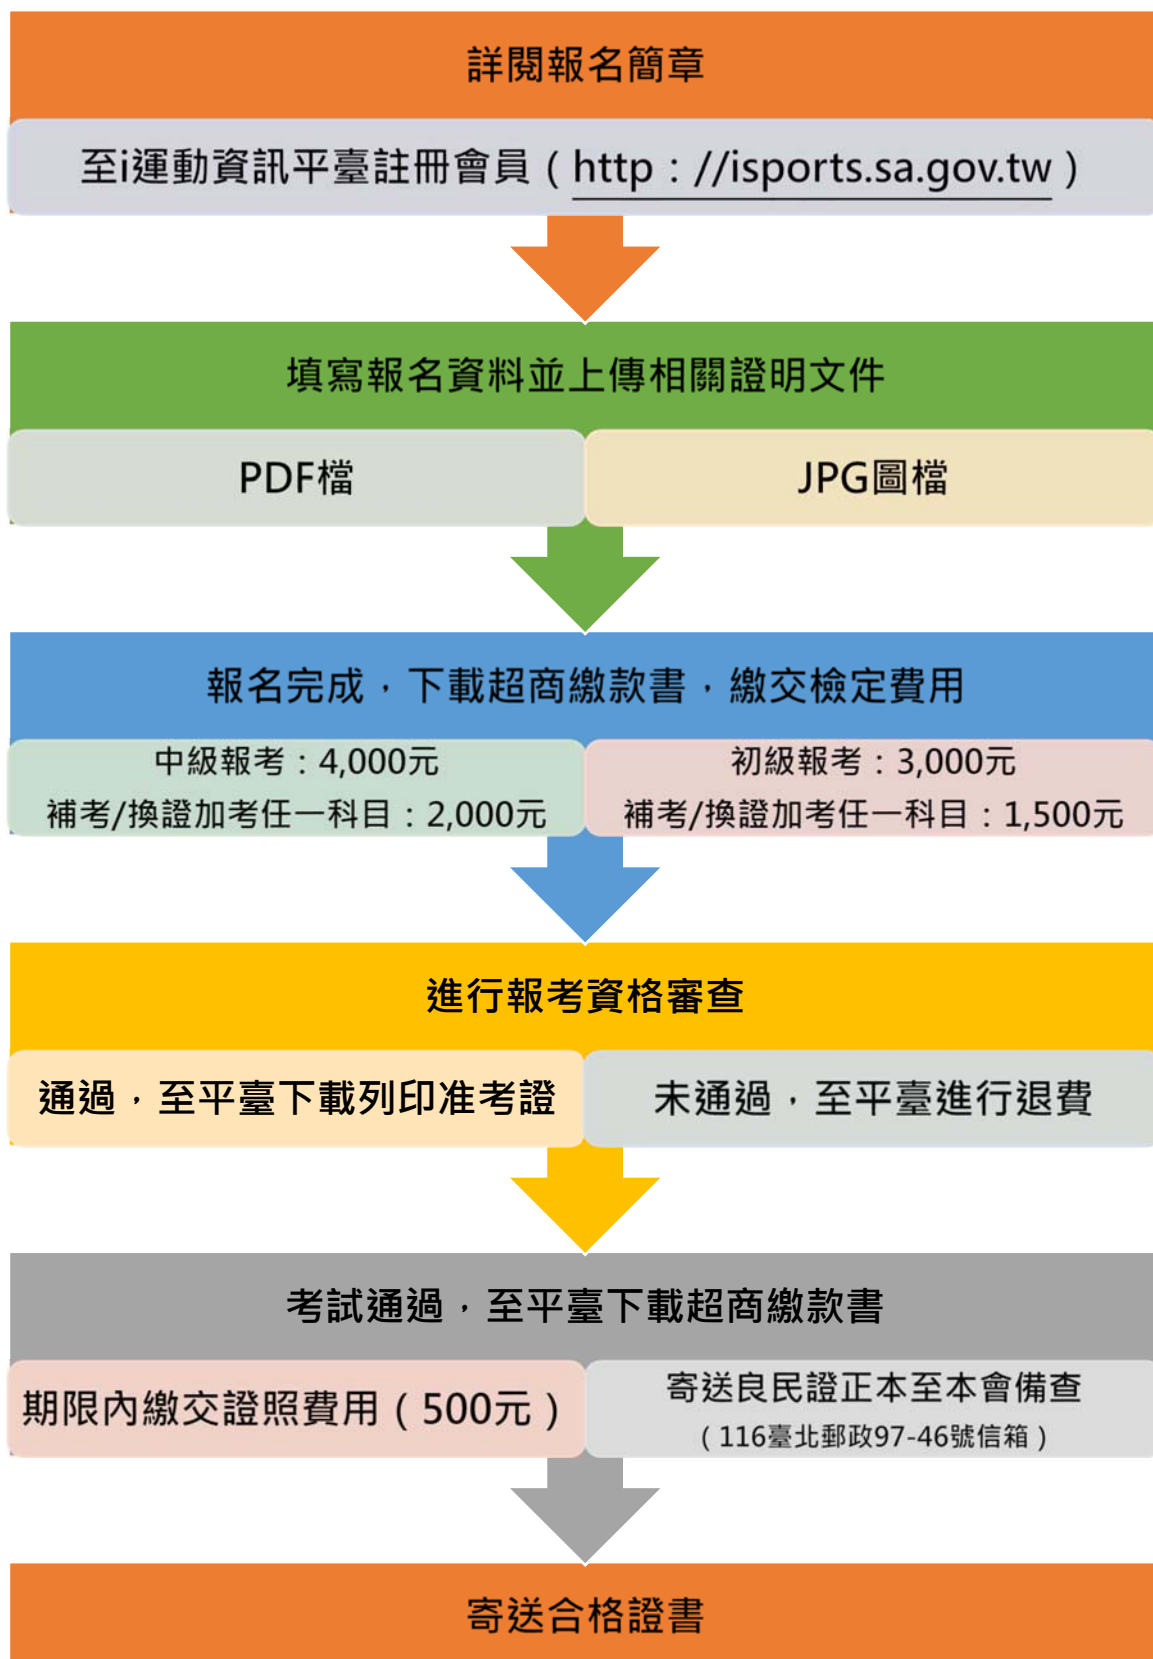 詳閱報名簡章
至i運動資訊平臺註冊會員（http：//isports.sa.gov.tw）
填寫報名資料並上傳相關證明文件
PDF檔
JPG圖檔
報名完成，下載超商繳款書，繳交檢定費用
中級報考：4,000元
補考/換證加考任一科目：2,000元
初級報考：3,000元
補考/換證加考任一科目：1,500元
進行報考資格審查
通過，至平臺下載列印准考證
未通過，至平臺進行退費
考試通過，至平臺下載超商繳款書
期限內繳交證照費用（500元）
寄送良民證正本至本會備查
（116臺北郵政97-46號信箱）
寄送合格證書